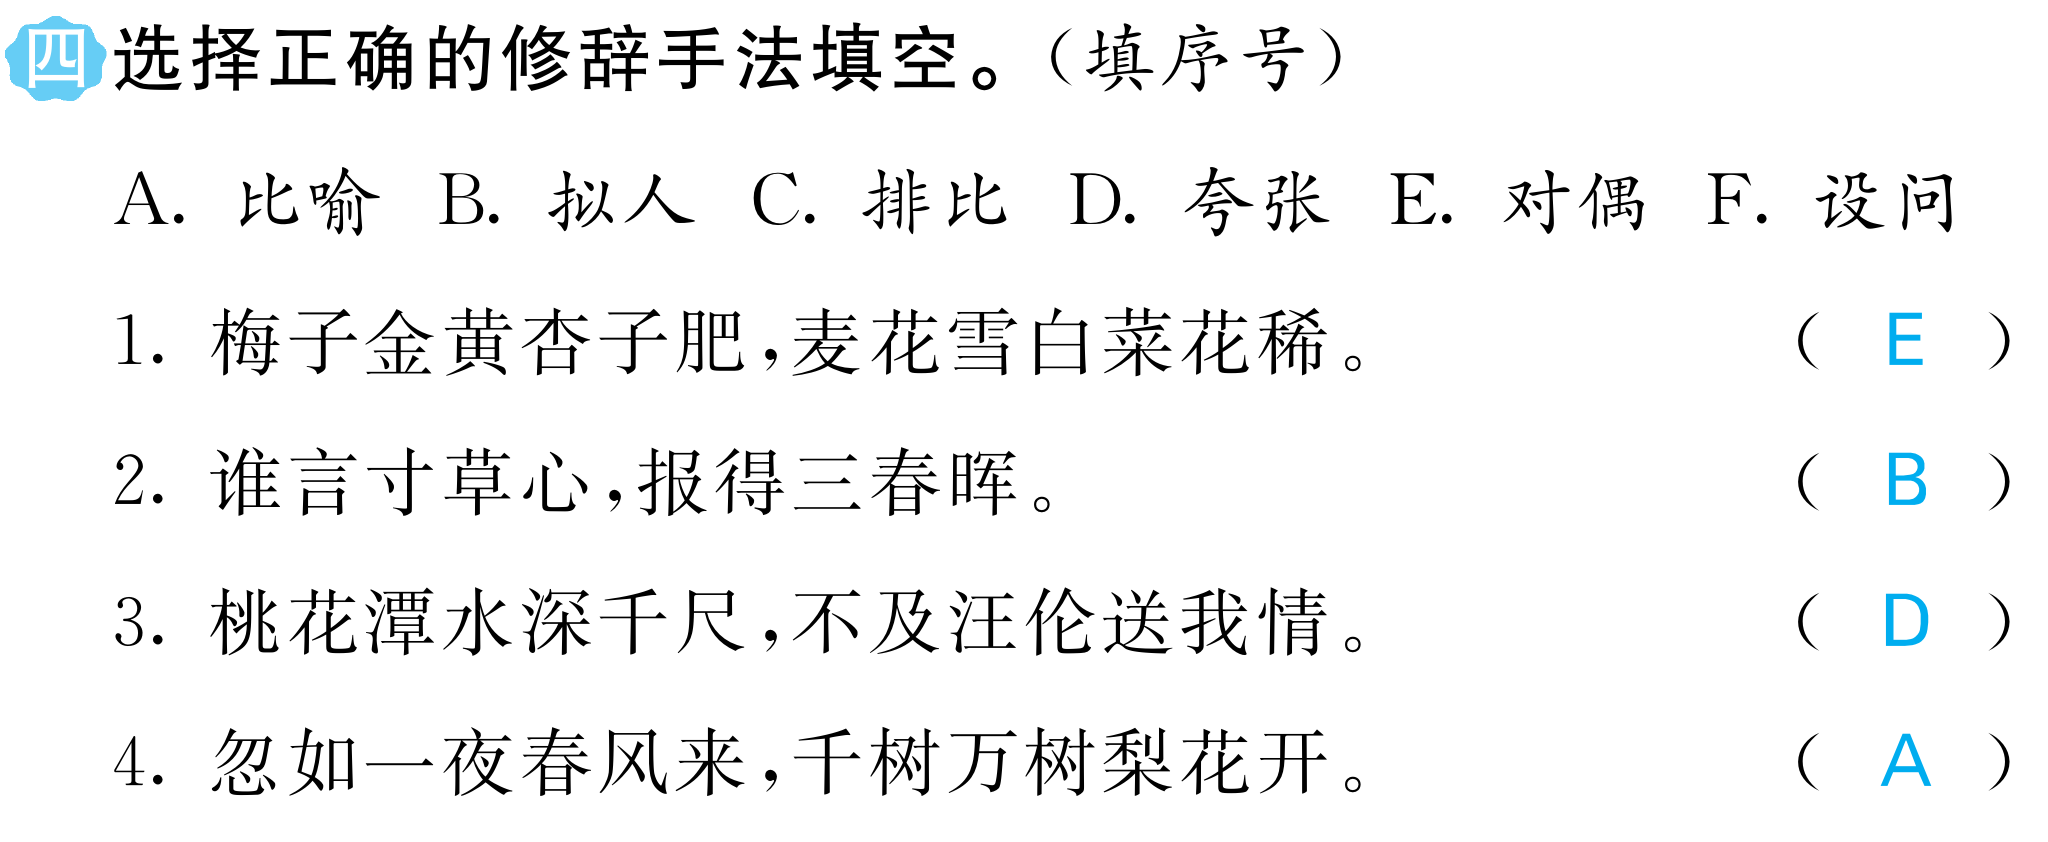 四 选择正确的修辞手法填空。（填序号）
A. 比喻 B. 拟人 C. 排比 D. 夸张 E. 对偶 F. 设问
1. 梅子金黄杏子肥，麦花雪白菜花稀。 （ E ）
2. 谁言寸草心，报得三春晖。 （ B ）
3. 桃花潭水深千尺，不及汪伦送我情。 （ D ）
4. 忽如一夜春风来，千树万树梨花开。 （ A ）